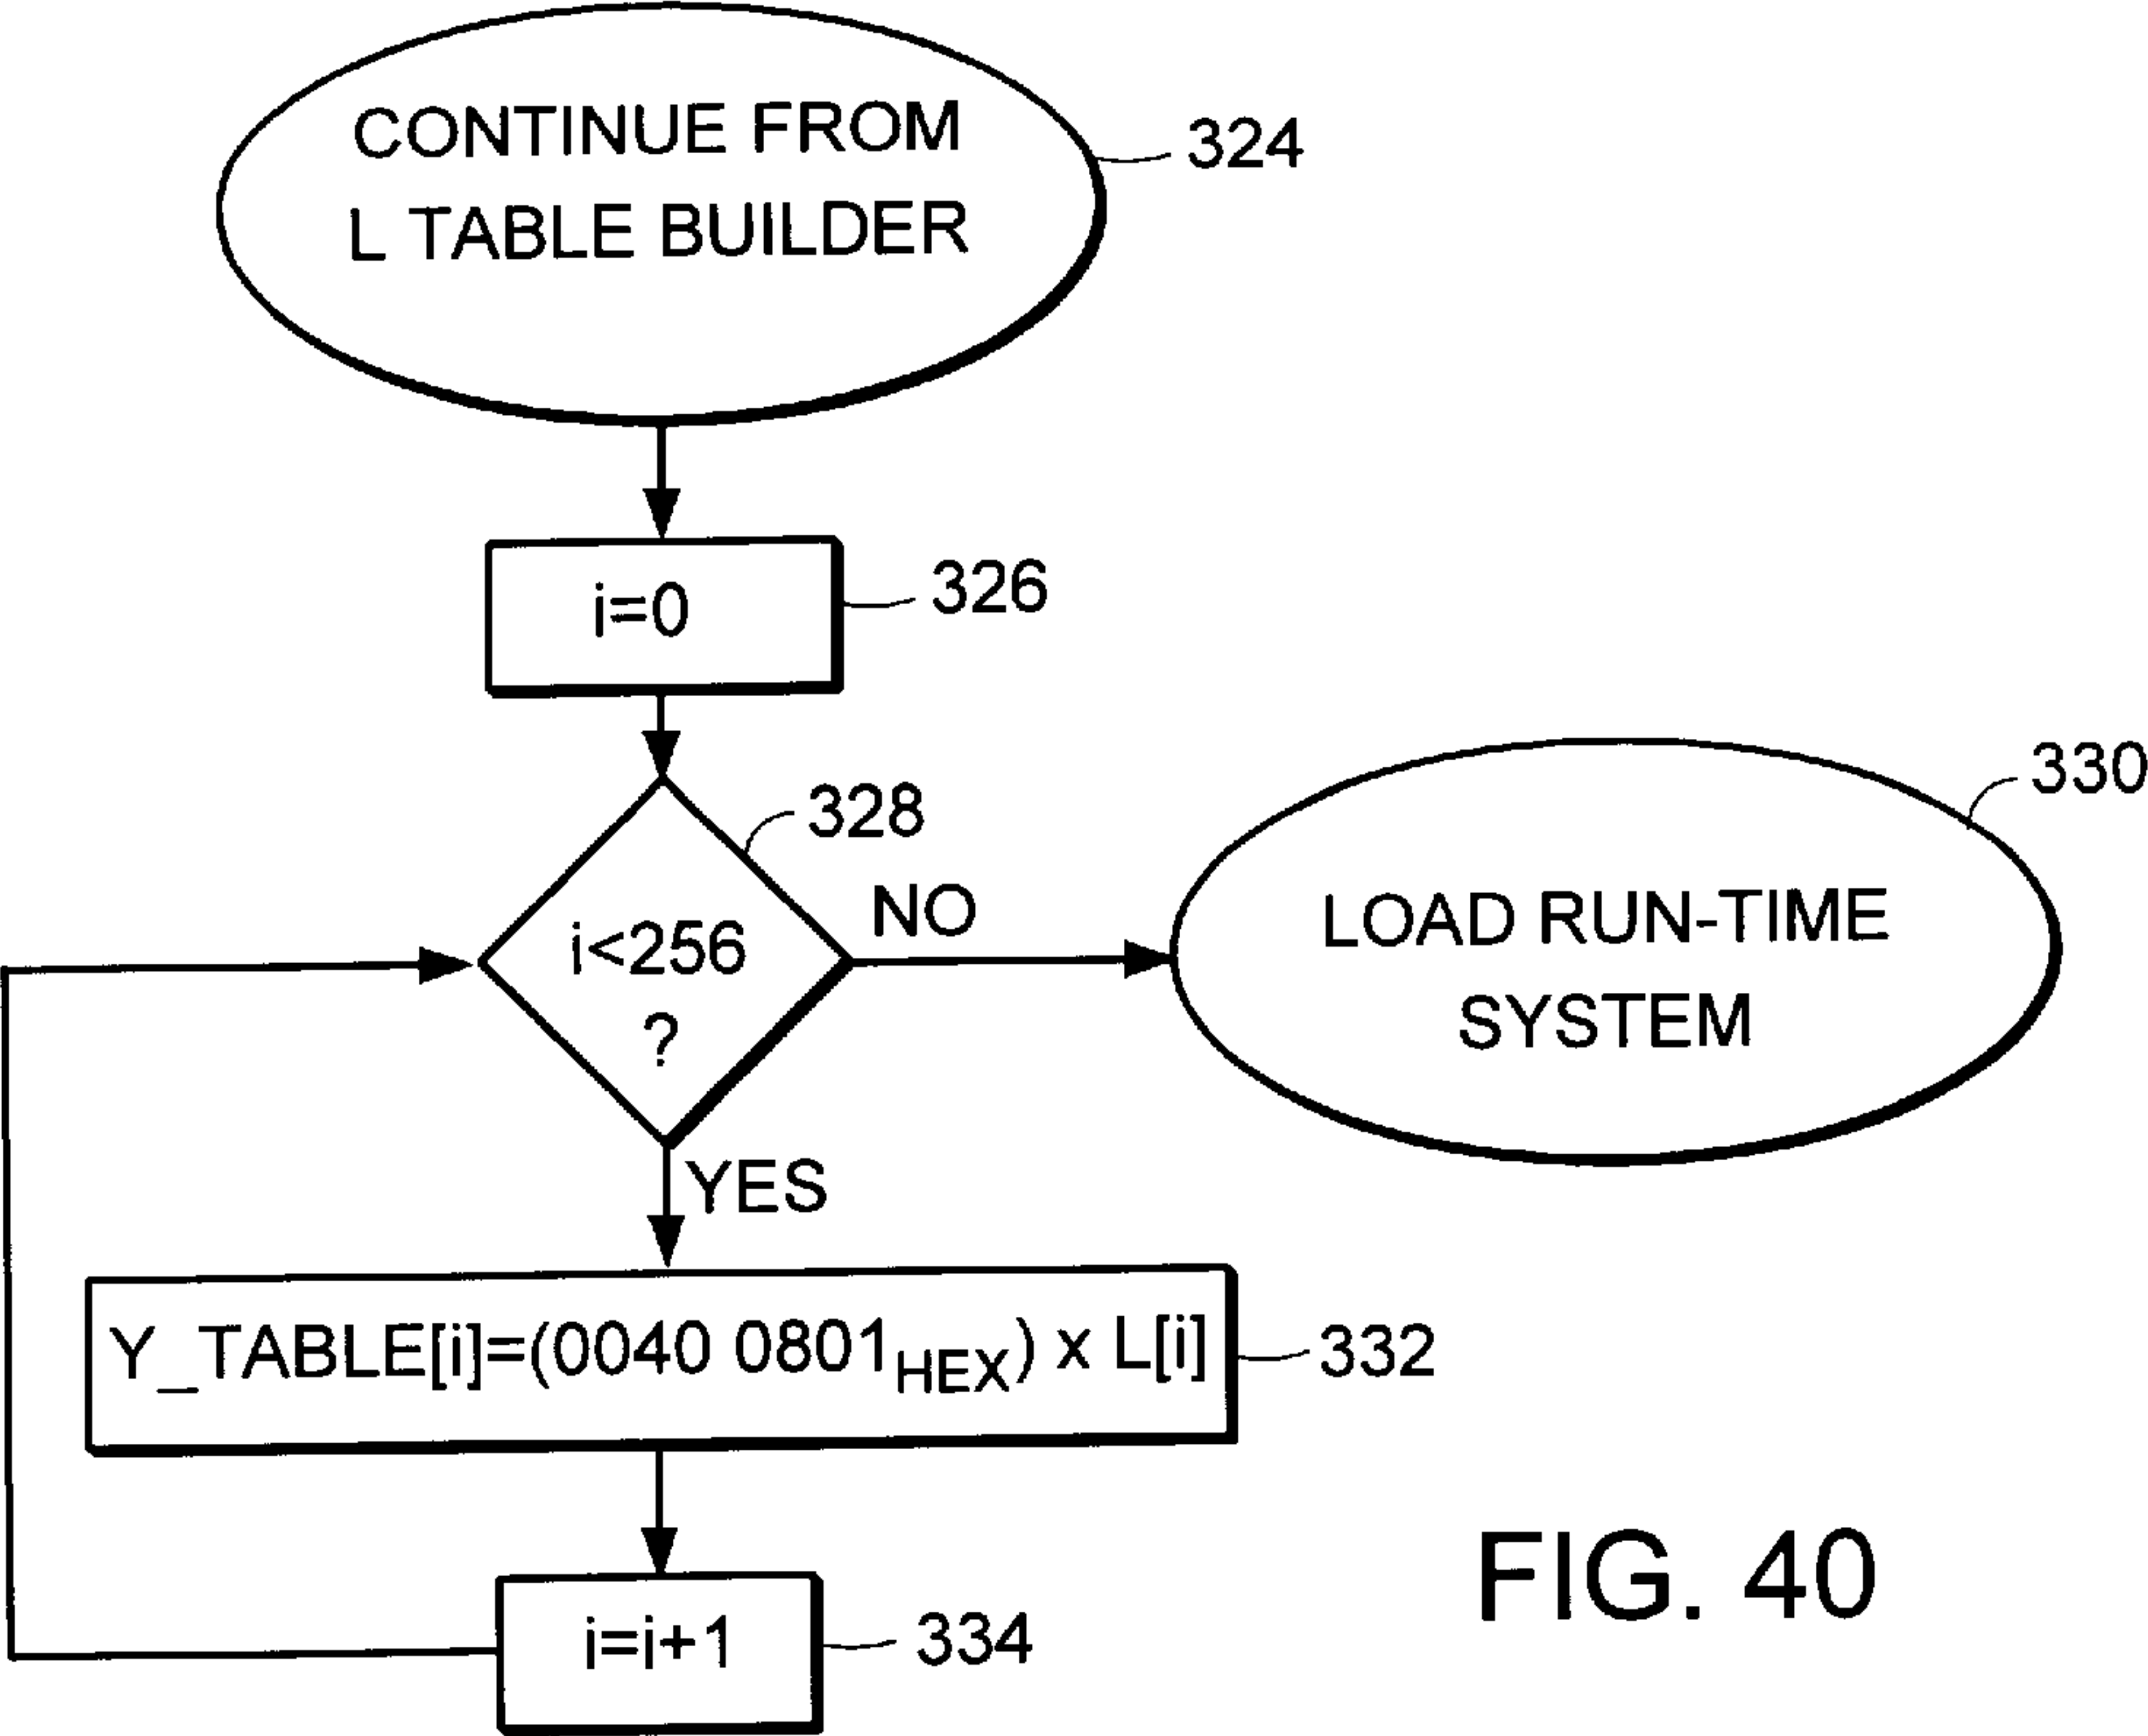 CONTINUE FROM
L TABLE BUILDER
324
i=0
326
328
i<256
?
NO
330
LOAD RUN-TIME
SYSTEM
YES
Y_TABLE[i]=(0040 0801HEX) x L[i]
332
i=i+1
334
FIG. 40